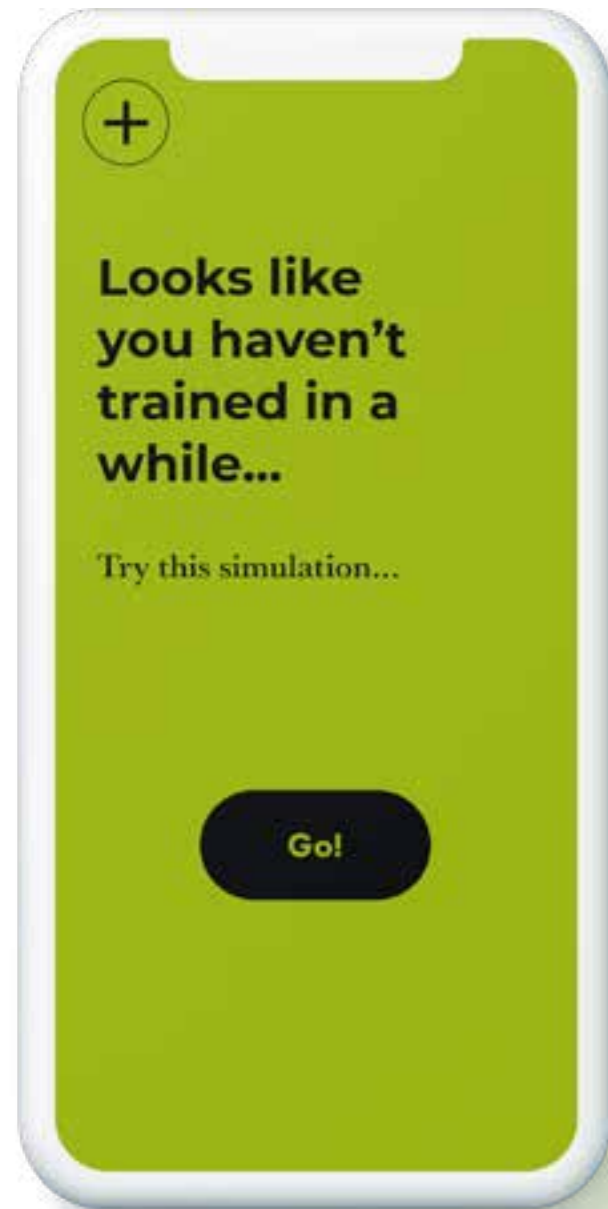 Looks like
you haven’t
trained in a
while...
Try this simulation...
Go!